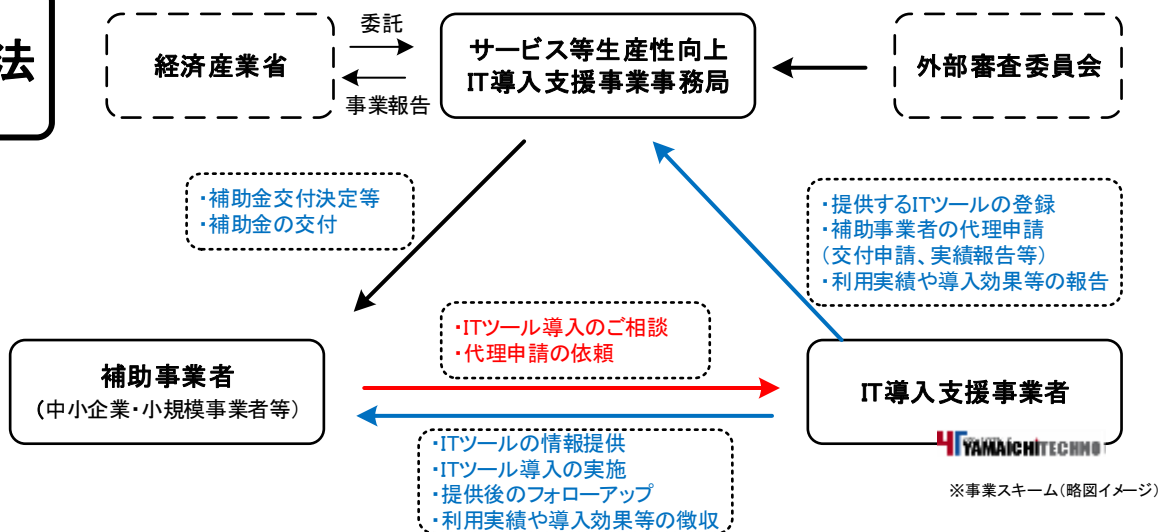 法
経済産業省
委託
事業報告
サービス等生産性向上
IT導入支援事業事務局
外部審査委員会
・補助金交付決定等
・補助金の交付
・提供するITツールの登録
・補助事業者の代理申請
(交付申請、実績報告等)
・利用実績や導入効果等の報告
・ITツール導入のご相談
・代理申請の依頼
補助事業者
(中小企業・小規模事業者等)
IT導入支援事業者
YAMAICHITECHNO
・ITツールの情報提供
・ITツール導入の実施
・提供後のフォローアップ
・利用実績や導入効果等の徴収
※事業スキーム(略図イメージ)